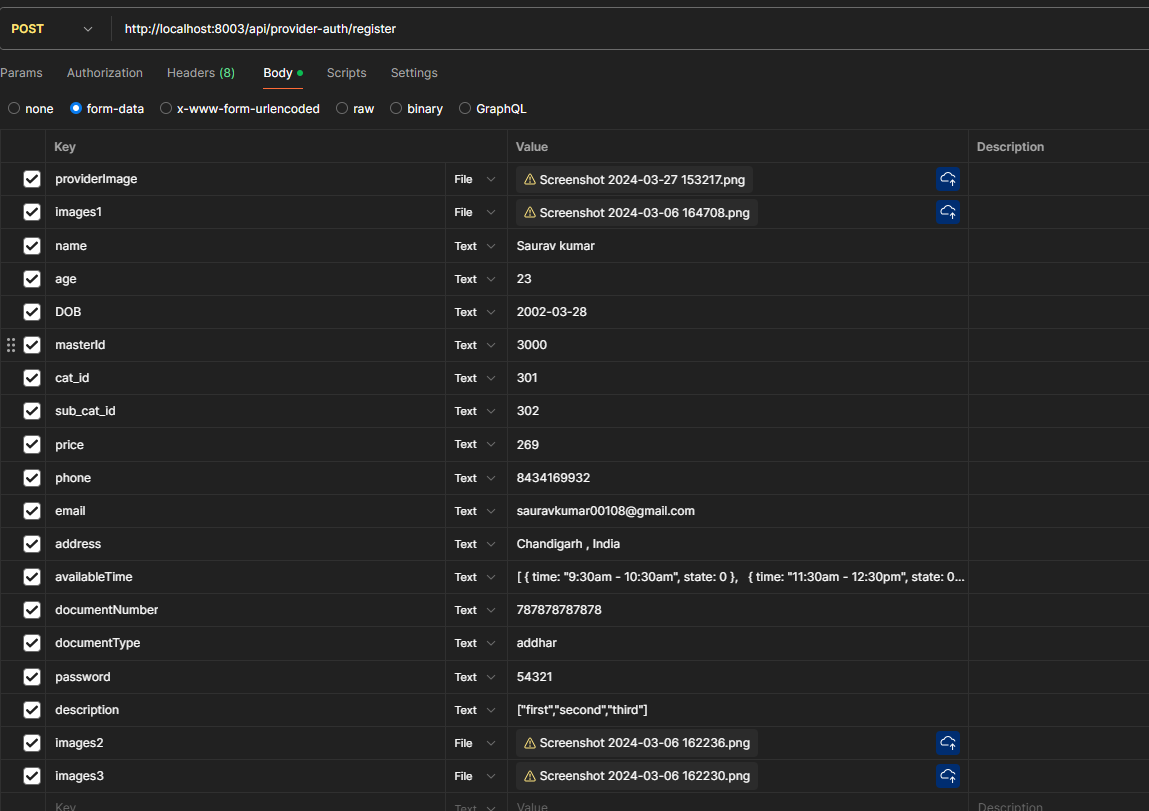 POST http://localhost:8003/api/provider-auth/register
Params Authorization Headers (8) Body Scripts Settings
none form-data x-www-form-urlencoded raw binary GraphQL
Key Value Description
providerImage File Screenshot 2024-03-27 153217.png
images1 File Screenshot 2024-03-06 164708.png
name Text Saurav kumar
age Text 23
DOB Text 2002-03-28
masterId Text 3000
cat_id Text 301
sub_cat_id Text 302
price Text 269
phone Text 8434169932
email Text sauravkumar00108@gmail.com
address Text Chandigarh , India
availableTime Text [ { time: "9:30am - 10:30am", state: 0 }, { time: "11:30am - 12:30pm", state: 0...
documentNumber Text 787878787878
documentType Text addhar
password Text 54321
description Text ["first","second","third"]
images2 File Screenshot 2024-03-06 162236.png
images3 File Screenshot 2024-03-06 162230.png
Key Text Value Description